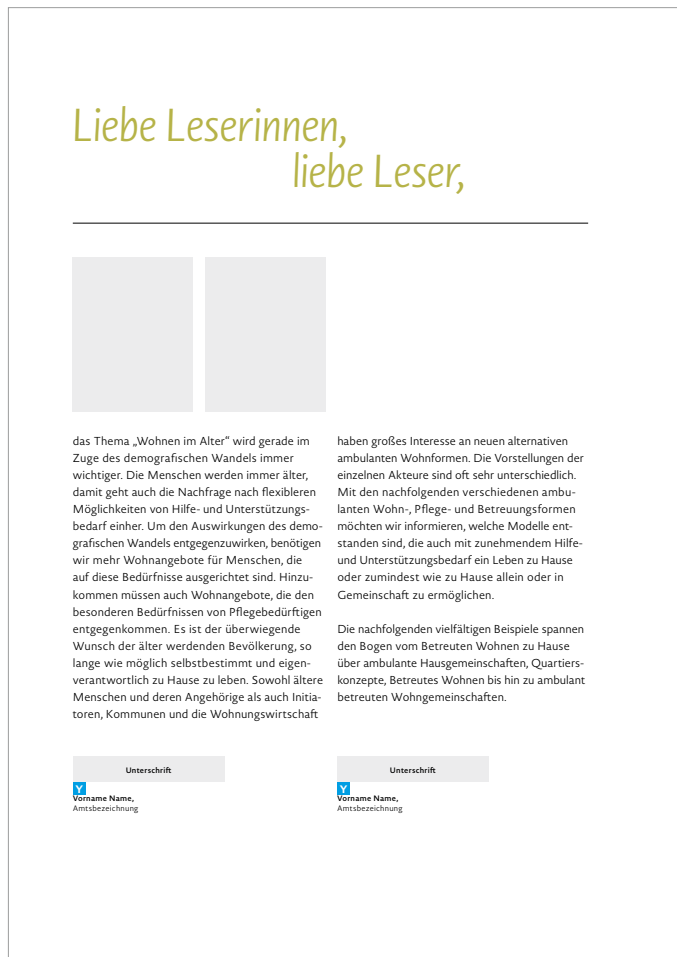 Liebe Leserinnen,
liebe Leser,
das Thema „Wohnen im Alter“ wird gerade im
Zuge des demografischen Wandels immer
wichtiger. Die Menschen werden immer älter,
damit geht auch die Nachfrage nach flexibleren
Möglichkeiten von Hilfe- und Unterstützungs-
bedarf einher. Um den Auswirkungen des demo-
grafischen Wandels entgegenzuwirken, benötigen
wir mehr Wohnangebote für Menschen, die
auf diese Bedürfnisse ausgerichtet sind. Hinzu-
kommen müssen auch Wohnangebote, die den
besonderen Bedürfnissen von Pflegebedürftigen
entgegenkommen. Es ist der überwiegende
Wunsch der älter werdenden Bevölkerung, so
lange wie möglich selbstbestimmt und eigen-
verantwortlich zu Hause zu leben. Sowohl ältere
Menschen und deren Angehörige als auch Initia-
toren, Kommunen und die Wohnungswirtschaft
haben großes Interesse an neuen alternativen
ambulanten Wohnformen. Die Vorstellungen der
einzelnen Akteure sind oft sehr unterschiedlich.
Mit den nachfolgenden verschiedenen ambu-
lanten Wohn-, Pflege- und Betreuungsformen
möchten wir informieren, welche Modelle ent-
standen sind, die auch mit zunehmendem Hilfe-
und Unterstützungsbedarf ein Leben zu Hause
oder zumindest wie zu Hause allein oder in
Gemeinschaft zu ermöglichen.
Die nachfolgenden vielfältigen Beispiele spannen
den Bogen vom Betreuten Wohnen zu Hause
über ambulante Hausgemeinschaften, Quartiers-
konzepte, Betreutes Wohnen bis hin zu ambulant
betreuten Wohngemeinschaften.
Unterschrift
Y
Vorname Name,
Amtsbezeichnung
Unterschrift
Y
Vorname Name,
Amtsbezeichnung